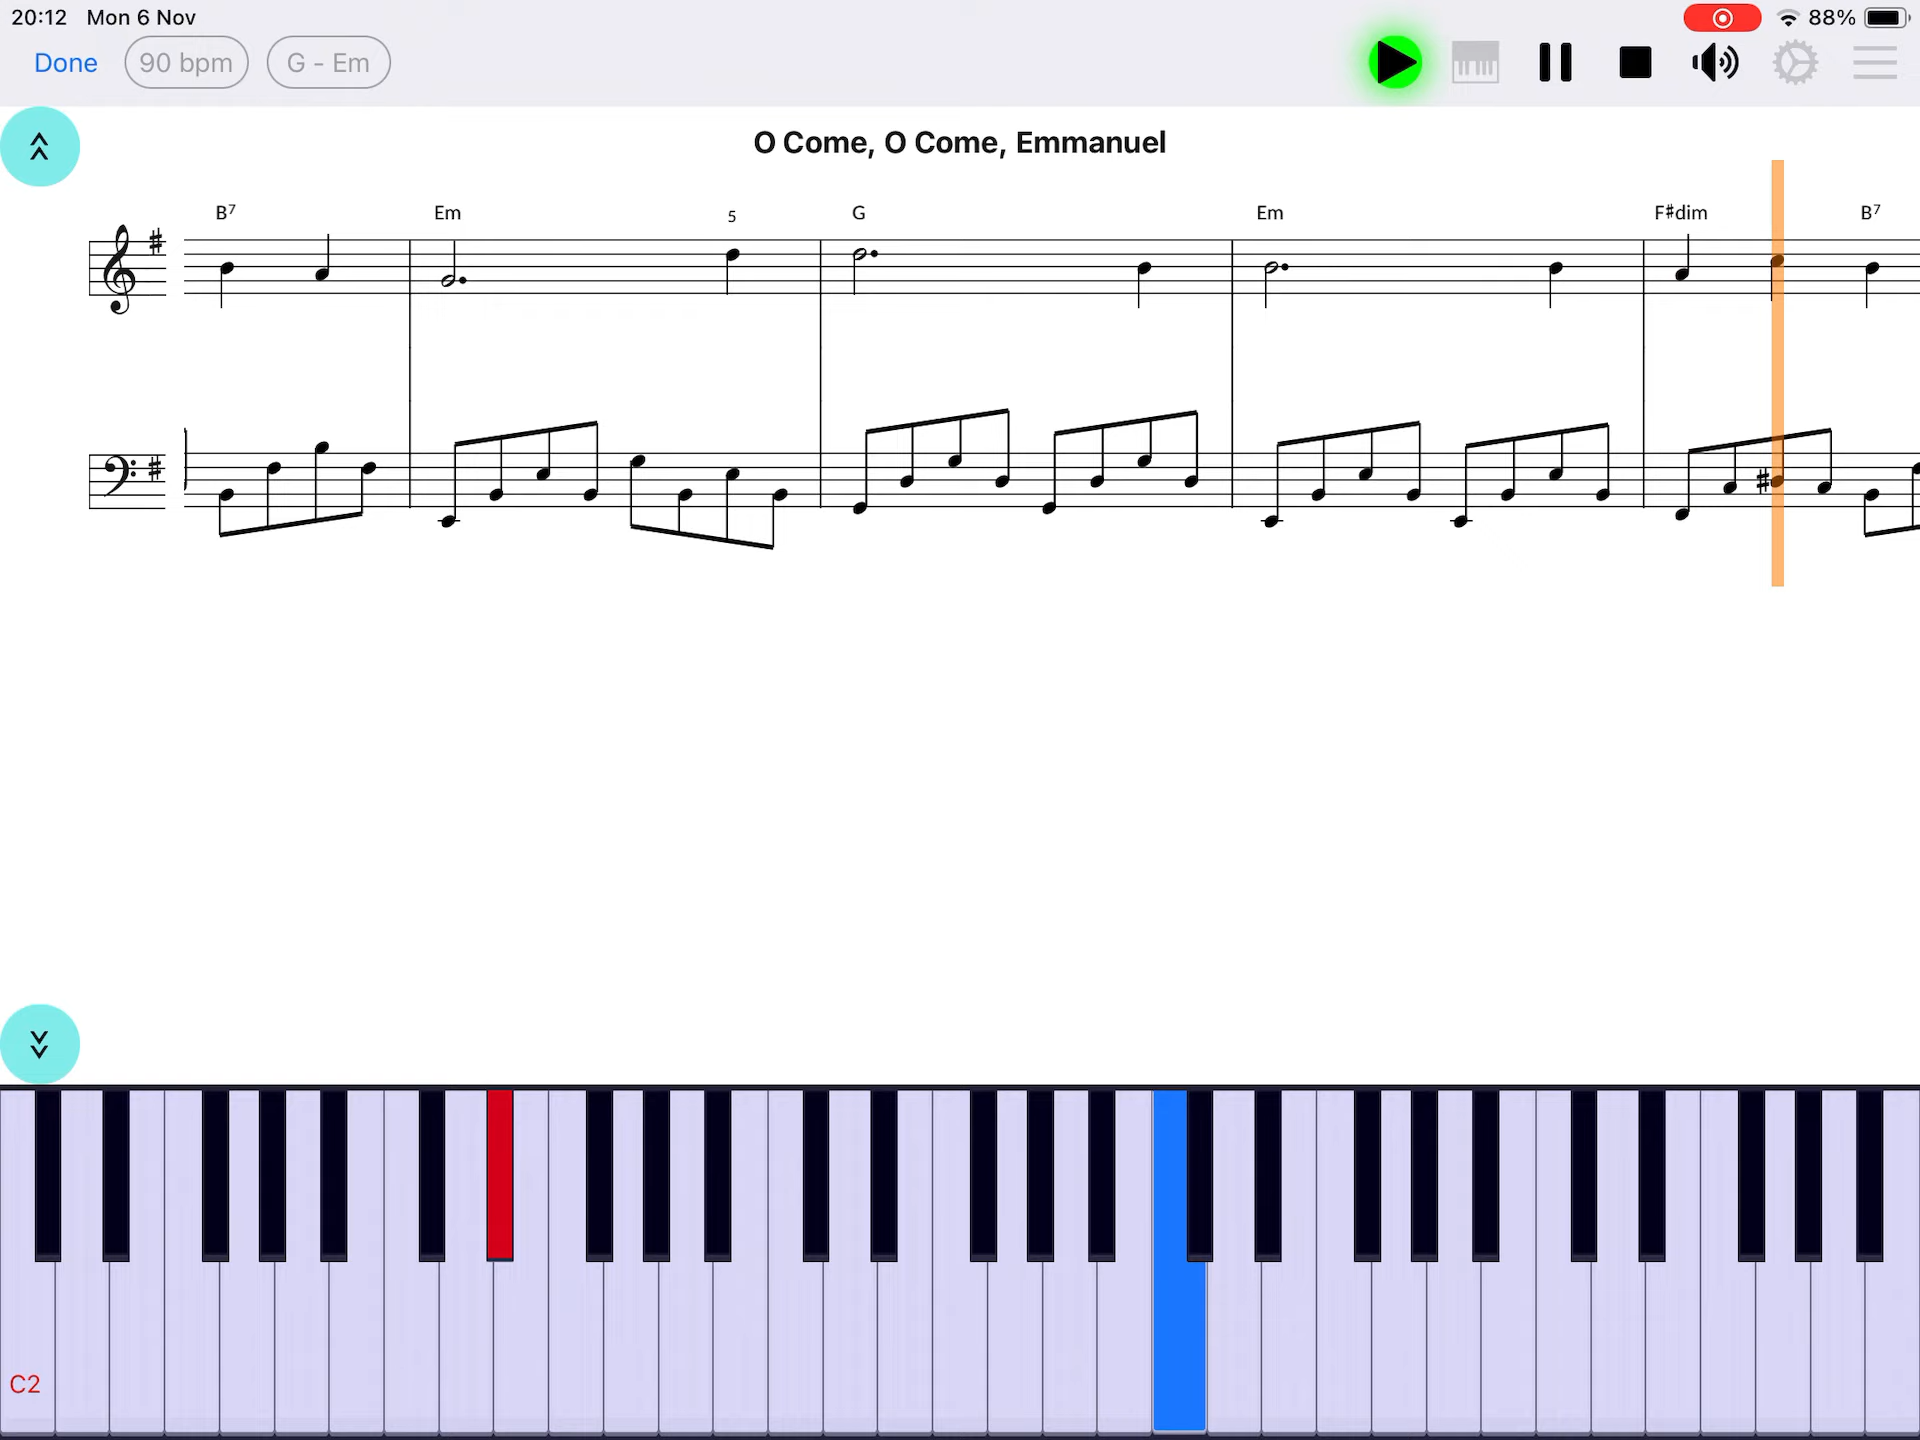 20:12 Mon 6 Nov 88%
Done 90 bpm G - Em
O Come, O Come, Emmanuel
B7 Em 5 G Em F#dim B7
C2